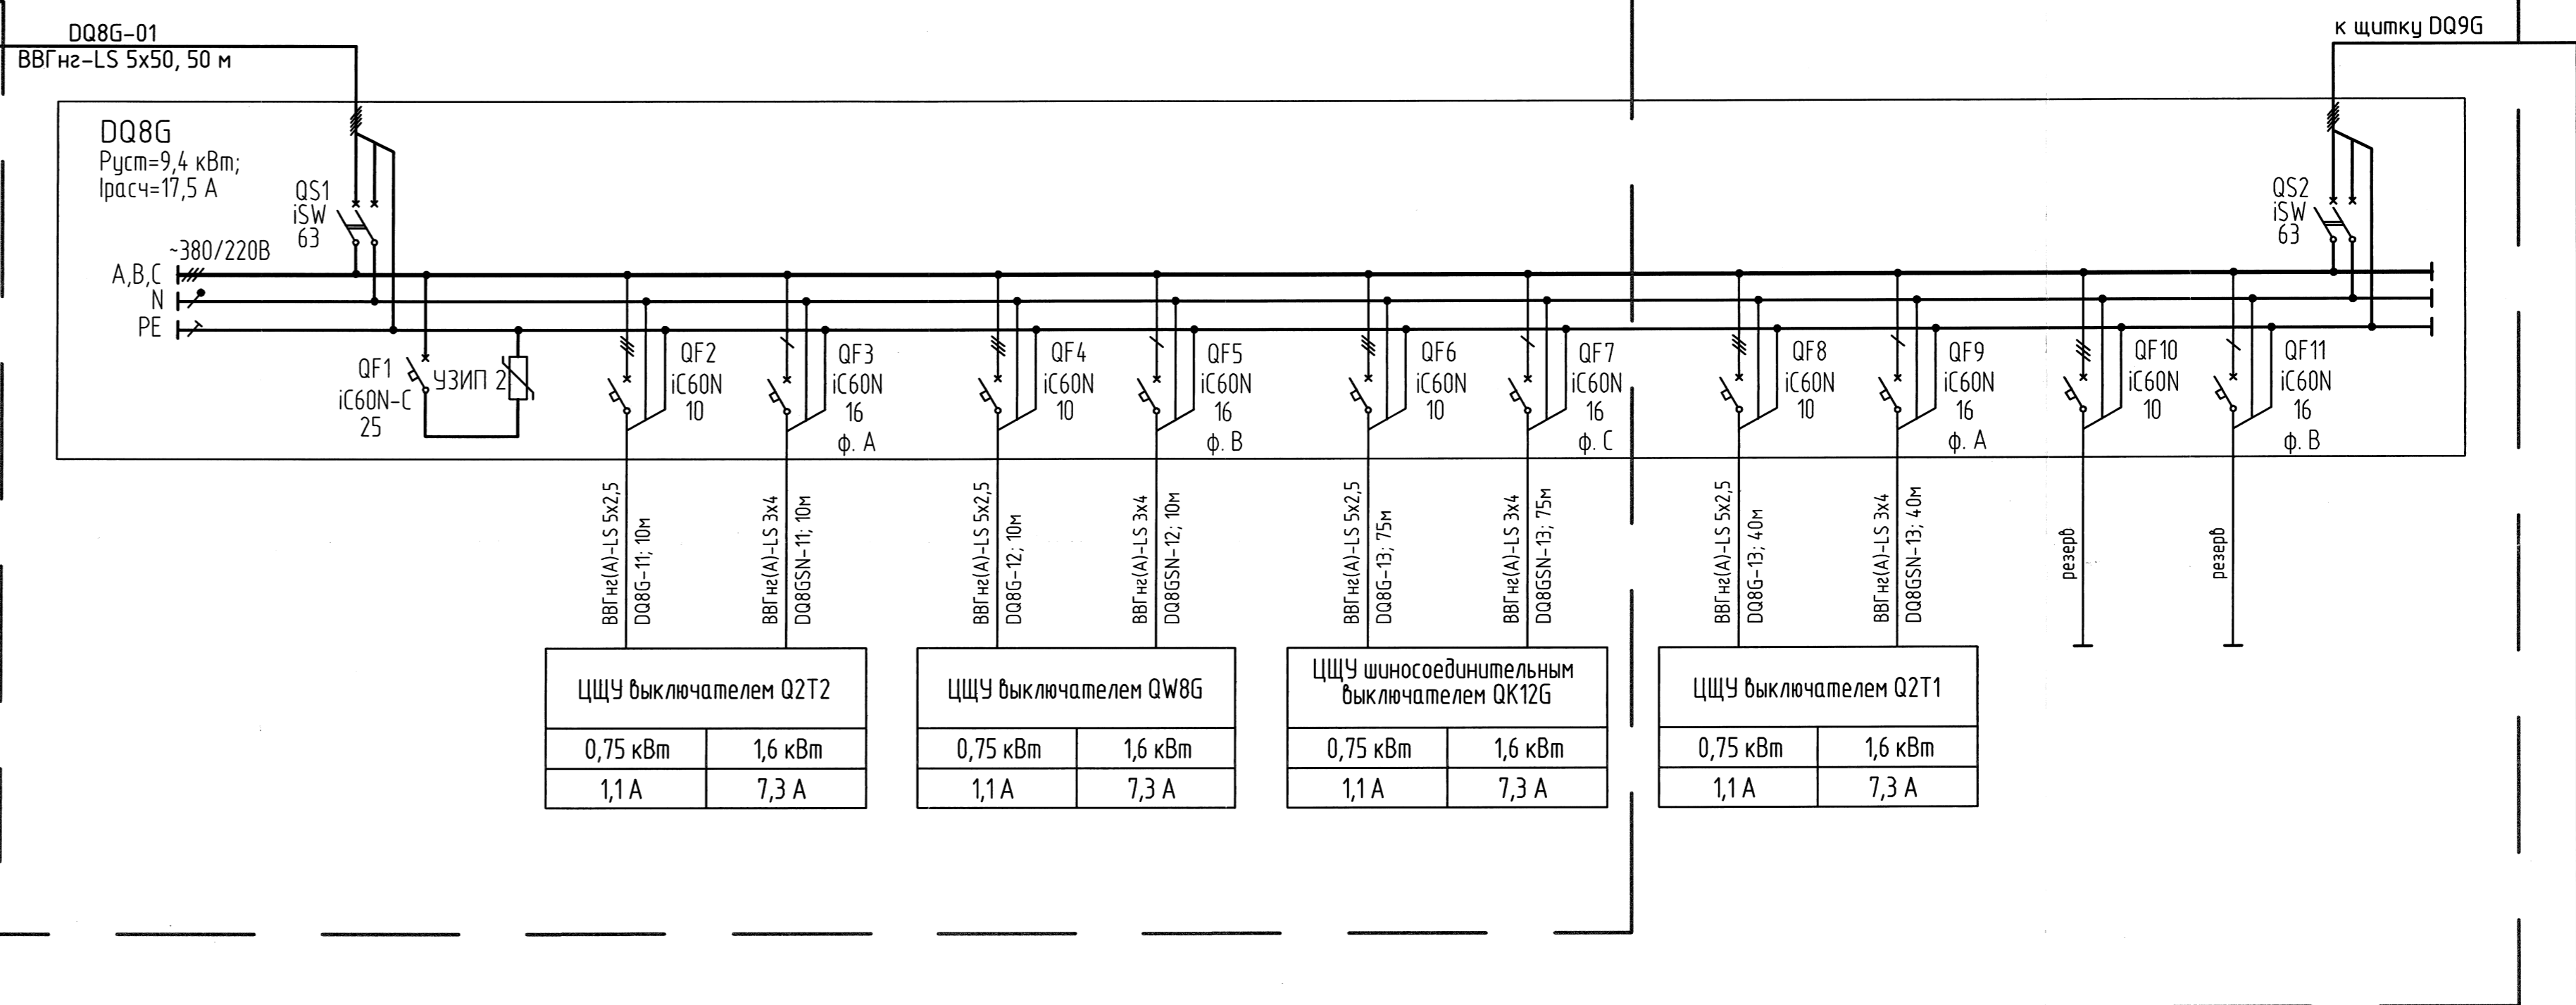 DQ8G-01
ВВГнг-LS 5х50, 50 м
к щитку DQ9G
DQ8G
Руст=9,4 кВт;
Iрасч=17,5 А
QS1
iSW
63
QS2
iSW
63
~380/220В
A,B,C
N
PE
QF1
iC60N-C
25
УЗИП 2
QF2
iC60N
10
QF3
iC60N
16
ф. А
QF4
iC60N
10
QF5
iC60N
16
ф. В
QF6
iC60N
10
QF7
iC60N
16
ф. С
QF8
iC60N
10
QF9
iC60N
16
ф. А
QF10
iC60N
10
QF11
iC60N
16
ф. В
ВВГнг(А)-LS 5х2,5
DQ8G-11; 10м
ВВГнг(А)-LS 3х4
DQ8GSN-11; 10м
ВВГнг(А)-LS 5х2,5
DQ8G-12; 10м
ВВГнг(А)-LS 3х4
DQ8GSN-12; 10м
ВВГнг(А)-LS 5х2,5
DQ8G-13; 75м
ВВГнг(А)-LS 3х4
DQ8GSN-13; 75м
ВВГнг(А)-LS 5х2,5
DQ8G-13; 40м
ВВГнг(А)-LS 3х4
DQ8GSN-13; 40м
резерв
резерв
ЦЩУ выключателем Q2T2
0,75 кВт
1,6 кВт
1,1 А
7,3 А
ЦЩУ выключателем QW8G
0,75 кВт
1,6 кВт
1,1 А
7,3 А
ЦЩУ шиносоединительным
выключателем QK12G
0,75 кВт
1,6 кВт
1,1 А
7,3 А
ЦЩУ выключателем Q2T1
0,75 кВт
1,6 кВт
1,1 А
7,3 А